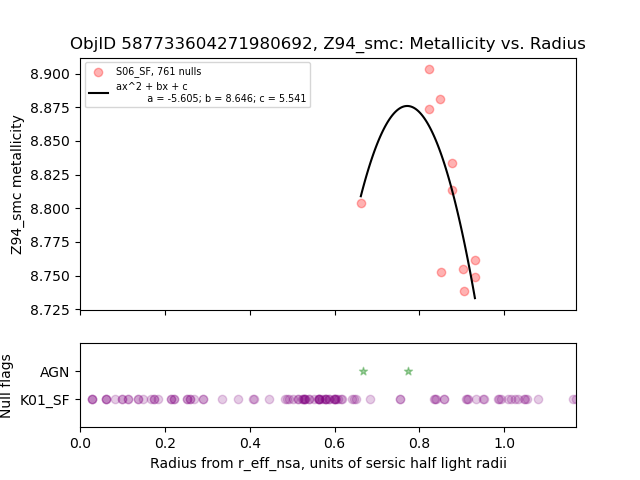 ObjID 587733604271980692, Z94_smc: Metallicity vs. Radius
S06_SF, 761 nulls
ax^2 + bx + c
a = -5.605; b = 8.646; c = 5.541
Z94_smc metallicity
8.900
8.875
8.850
8.825
8.800
8.775
8.750
8.725
Null flags
AGN
K01_SF
0.0 0.2 0.4 0.6 0.8 1.0
Radius from r_eff_nsa, units of sersic half light radii